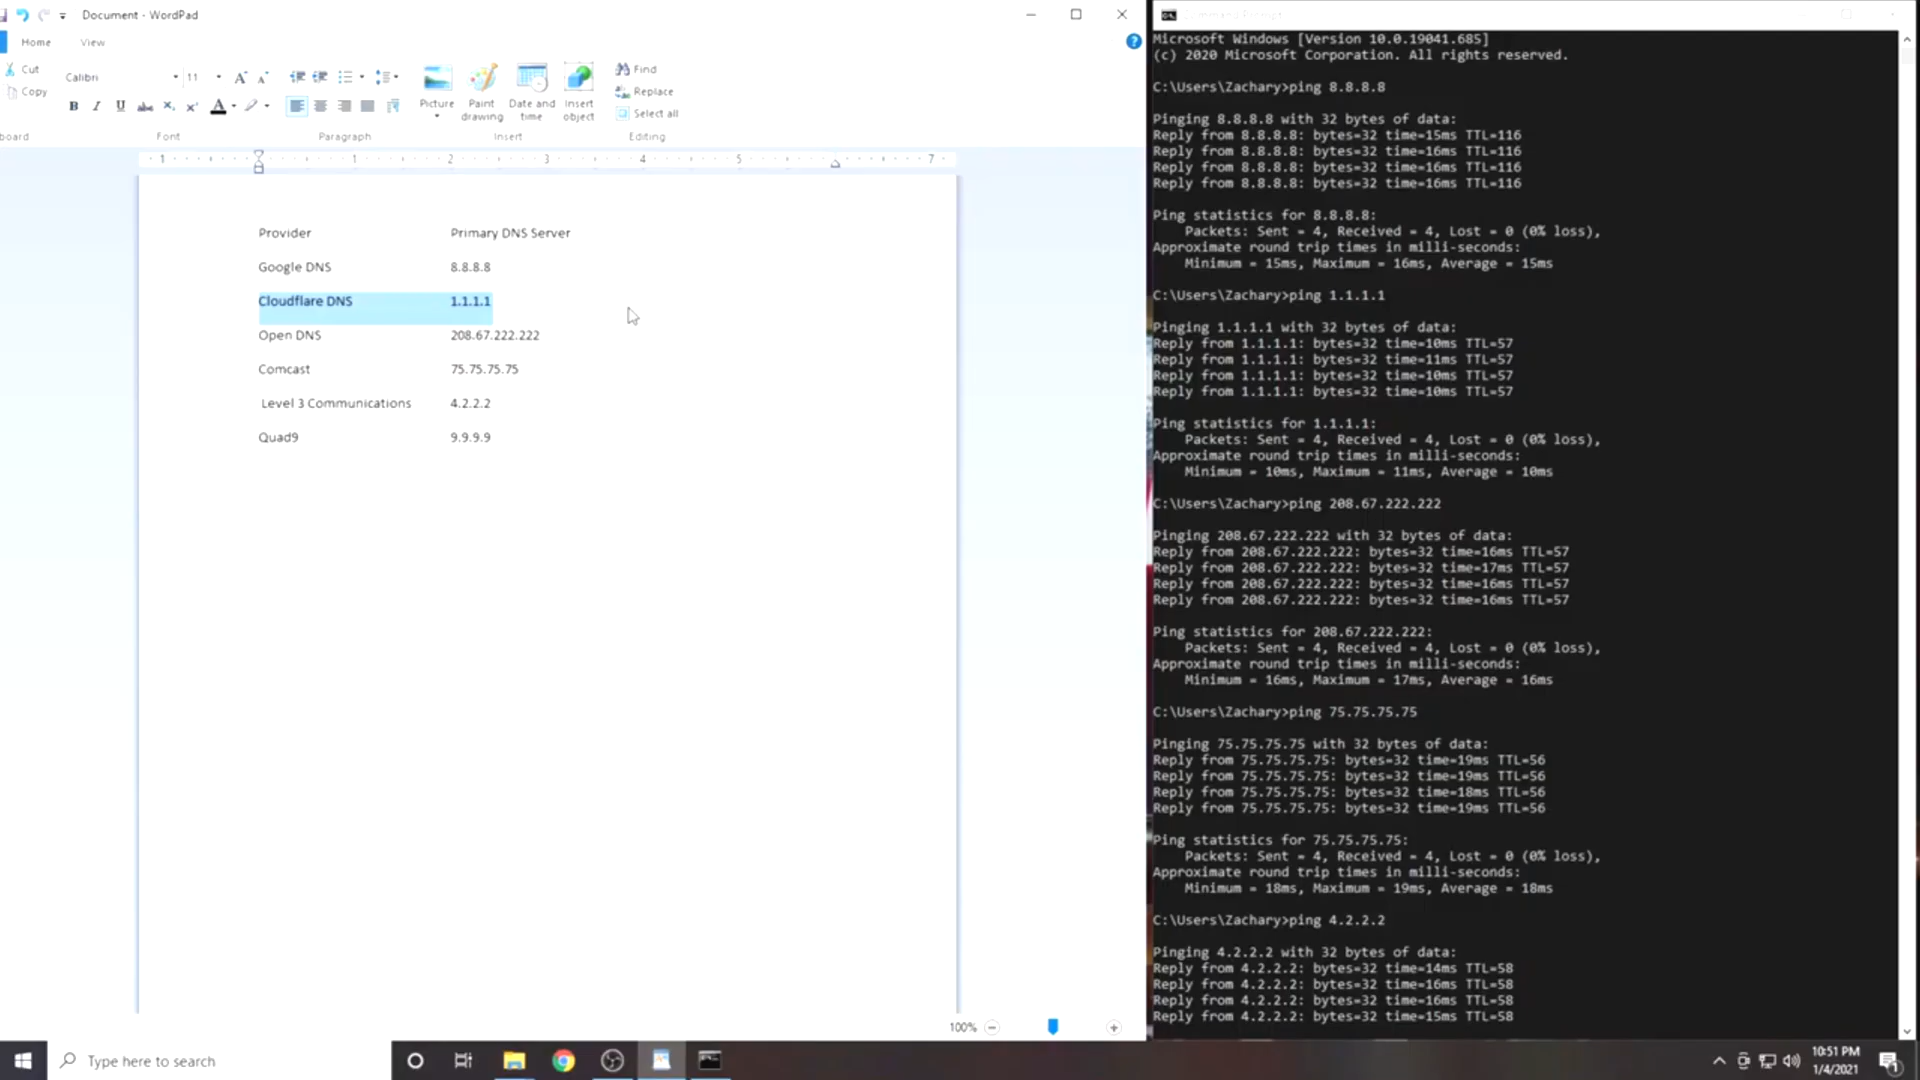 Document - WordPad
Home View
Cut
Copy
Calibri 11
Picture
Paint drawing
Date and time
Insert object
Find
Replace
Select all
Font Paragraph Insert Editing
1 1 2 3 4 5 7
Provider Primary DNS Server
Google DNS 8.8.8.8
Cloudflare DNS 1.1.1.1
Open DNS 208.67.222.222
Comcast 75.75.75.75
Level 3 Communications 4.2.2.2
Quad9 9.9.9.9
100%
Microsoft Windows [Version 10.0.19041.685]
(c) 2020 Microsoft Corporation. All rights reserved.
C:\Users\Zachary>ping 8.8.8.8
Pinging 8.8.8.8 with 32 bytes of data:
Reply from 8.8.8.8: bytes=32 time=15ms TTL=116
Reply from 8.8.8.8: bytes=32 time=16ms TTL=116
Reply from 8.8.8.8: bytes=32 time=16ms TTL=116
Reply from 8.8.8.8: bytes=32 time=16ms TTL=116
Ping statistics for 8.8.8.8:
Packets: Sent = 4, Received = 4, Lost = 0 (0% loss),
Approximate round trip times in milli-seconds:
Minimum = 15ms, Maximum = 16ms, Average = 15ms
C:\Users\Zachary>ping 1.1.1.1
Pinging 1.1.1.1 with 32 bytes of data:
Reply from 1.1.1.1: bytes=32 time=10ms TTL=57
Reply from 1.1.1.1: bytes=32 time=11ms TTL=57
Reply from 1.1.1.1: bytes=32 time=10ms TTL=57
Reply from 1.1.1.1: bytes=32 time=10ms TTL=57
Ping statistics for 1.1.1.1:
Packets: Sent = 4, Received = 4, Lost = 0 (0% loss),
Approximate round trip times in milli-seconds:
Minimum = 10ms, Maximum = 11ms, Average = 10ms
C:\Users\Zachary>ping 208.67.222.222
Pinging 208.67.222.222 with 32 bytes of data:
Reply from 208.67.222.222: bytes=32 time=16ms TTL=57
Reply from 208.67.222.222: bytes=32 time=17ms TTL=57
Reply from 208.67.222.222: bytes=32 time=16ms TTL=57
Reply from 208.67.222.222: bytes=32 time=16ms TTL=57
Ping statistics for 208.67.222.222:
Packets: Sent = 4, Received = 4, Lost = 0 (0% loss),
Approximate round trip times in milli-seconds:
Minimum = 16ms, Maximum = 17ms, Average = 16ms
C:\Users\Zachary>ping 75.75.75.75
Pinging 75.75.75.75 with 32 bytes of data:
Reply from 75.75.75.75: bytes=32 time=19ms TTL=56
Reply from 75.75.75.75: bytes=32 time=19ms TTL=56
Reply from 75.75.75.75: bytes=32 time=18ms TTL=56
Reply from 75.75.75.75: bytes=32 time=19ms TTL=56
Ping statistics for 75.75.75.75:
Packets: Sent = 4, Received = 4, Lost = 0 (0% loss),
Approximate round trip times in milli-seconds:
Minimum = 18ms, Maximum = 19ms, Average = 18ms
C:\Users\Zachary>ping 4.2.2.2
Pinging 4.2.2.2 with 32 bytes of data:
Reply from 4.2.2.2: bytes=32 time=14ms TTL=58
Reply from 4.2.2.2: bytes=32 time=16ms TTL=58
Reply from 4.2.2.2: bytes=32 time=16ms TTL=58
Reply from 4.2.2.2: bytes=32 time=15ms TTL=58
Type here to search
10:51 PM
1/4/2021